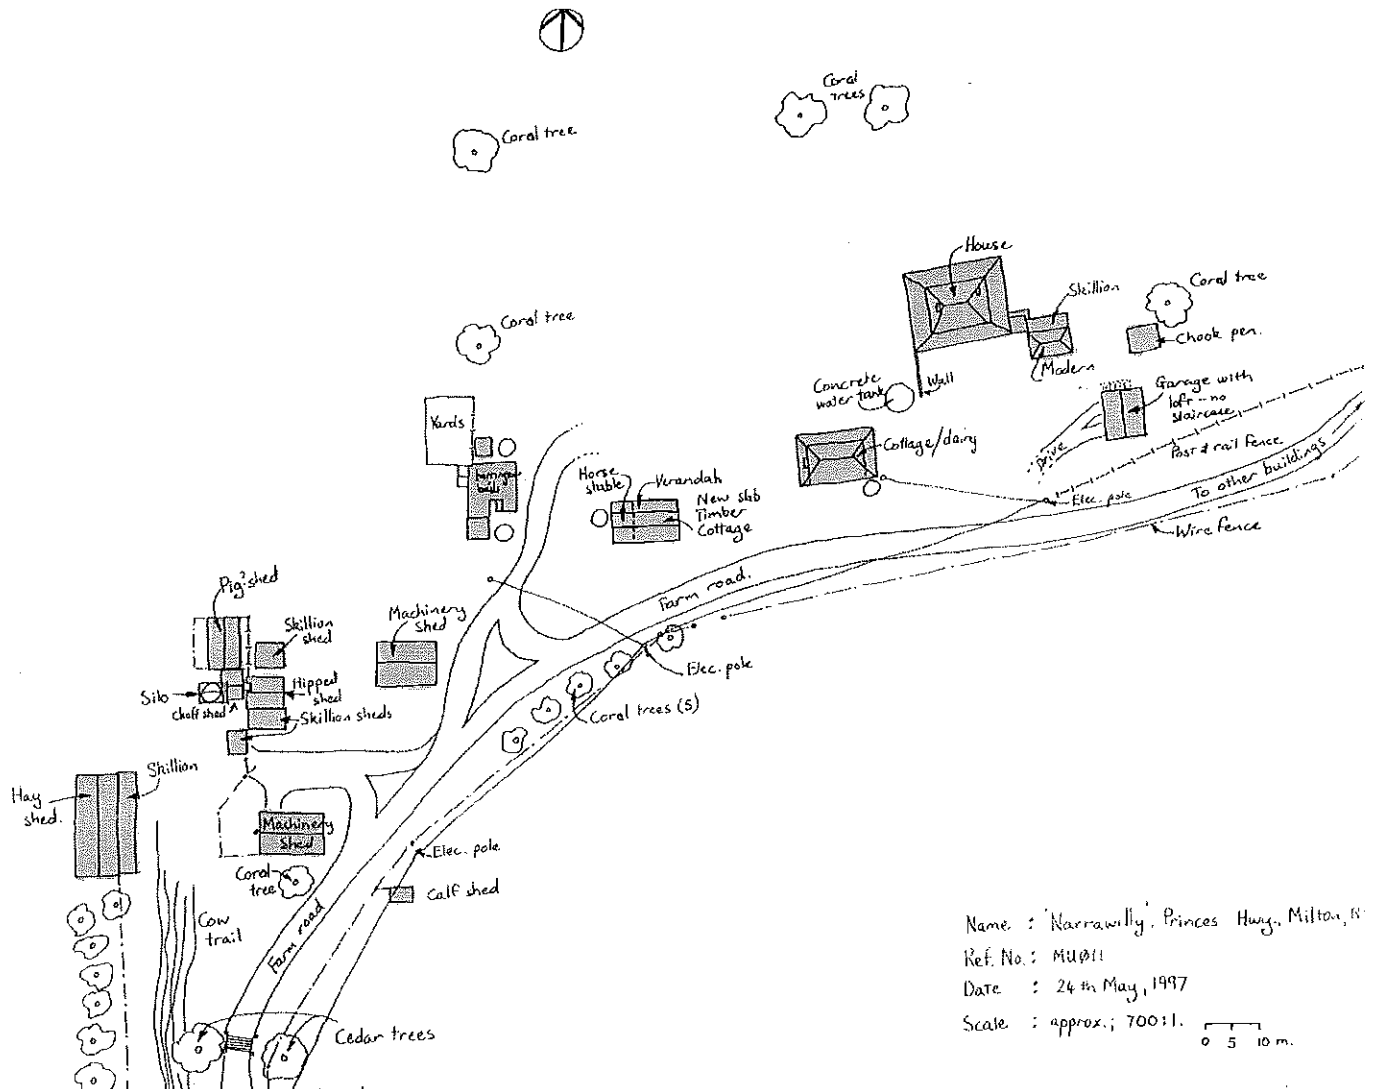 Coral
trees
Coral tree
House
Skillion
Coral tree
Coral tree
Chook pen.
Modern
Concrete
water tank
Wall
Garage with
loft - no
staircase
Yards
Cottage/dairy
Drive
Post & rail Fence
Horse
stable
Verandah
New slab
Timber
Cottage
Elec. pole
To other buildings
Wire Fence
Pig shed
Farm road.
Machinery
shed
Skillion
shed
Elec. pole
Silo
Hipped
shed
Chaff shed
Skillion sheds
Coral trees (5)
Skillion
Hay
shed.
Machinery
Shed
Elec. pole
Coral
tree
Calf shed
Cow
trail
Farm road
Cedar trees
Name : 'Narrawilly', Princes Hwy., Milton, N
Ref. No. : MUØ11
Date : 24th May, 1997
Scale : approx.; 700:1.
0 5 10 m.